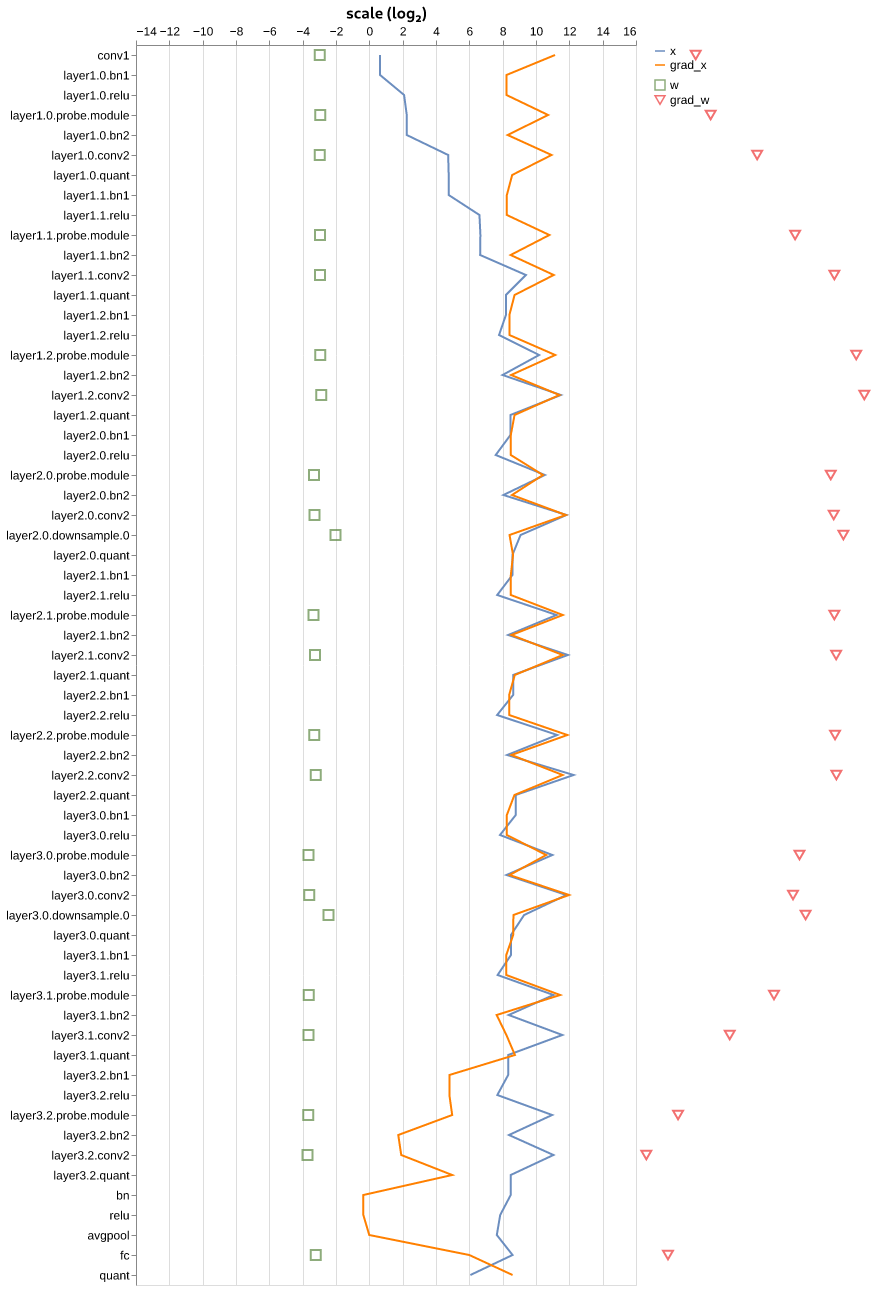 scale (log2)
−14 −12 −10 −8 −6 −4 −2 0 2 4 6 8 10 12 14 16
x
grad_x
w
grad_w
conv1
layer1.0.bn1
layer1.0.relu
layer1.0.probe.module
layer1.0.bn2
layer1.0.conv2
layer1.0.quant
layer1.1.bn1
layer1.1.relu
layer1.1.probe.module
layer1.1.bn2
layer1.1.conv2
layer1.1.quant
layer1.2.bn1
layer1.2.relu
layer1.2.probe.module
layer1.2.bn2
layer1.2.conv2
layer1.2.quant
layer2.0.bn1
layer2.0.relu
layer2.0.probe.module
layer2.0.bn2
layer2.0.conv2
layer2.0.downsample.0
layer2.0.quant
layer2.1.bn1
layer2.1.relu
layer2.1.probe.module
layer2.1.bn2
layer2.1.conv2
layer2.1.quant
layer2.2.bn1
layer2.2.relu
layer2.2.probe.module
layer2.2.bn2
layer2.2.conv2
layer2.2.quant
layer3.0.bn1
layer3.0.relu
layer3.0.probe.module
layer3.0.bn2
layer3.0.conv2
layer3.0.downsample.0
layer3.0.quant
layer3.1.bn1
layer3.1.relu
layer3.1.probe.module
layer3.1.bn2
layer3.1.conv2
layer3.1.quant
layer3.2.bn1
layer3.2.relu
layer3.2.probe.module
layer3.2.bn2
layer3.2.conv2
layer3.2.quant
bn
relu
avgpool
fc
quant